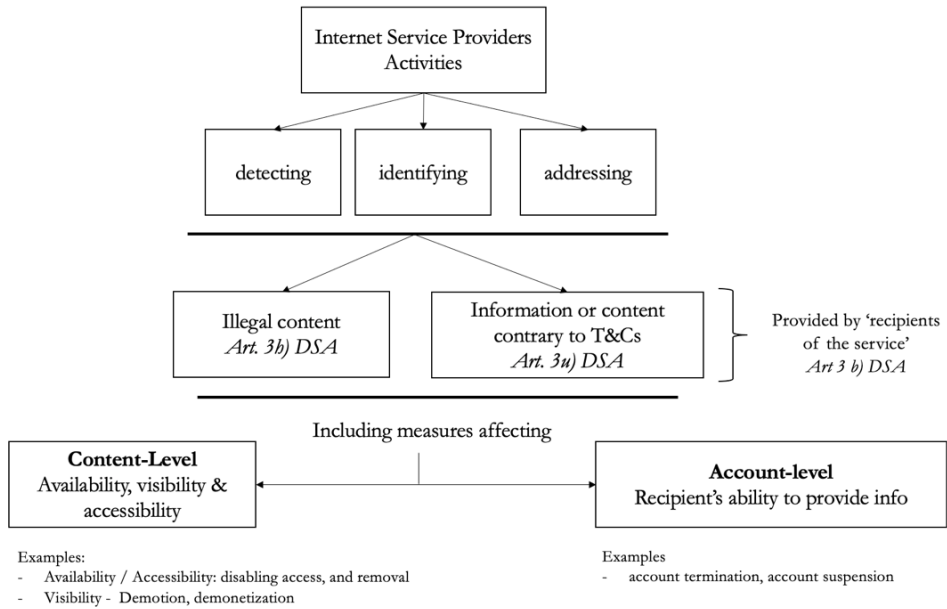 Internet Service Providers
Activities
detecting
identifying
addressing
Illegal content
Art. 3h) DSA
Information or content
contrary to T&Cs
Art. 3u) DSA
Provided by ‘recipients
of the service’
Art 3 b) DSA
Including measures affecting
Content-Level
Availability, visibility &
accessibility
Account-level
Recipient’s ability to provide info
Examples:
- Availability / Accessibility: disabling access, and removal
- Visibility - Demotion, demonetization
Examples
- account termination, account suspension